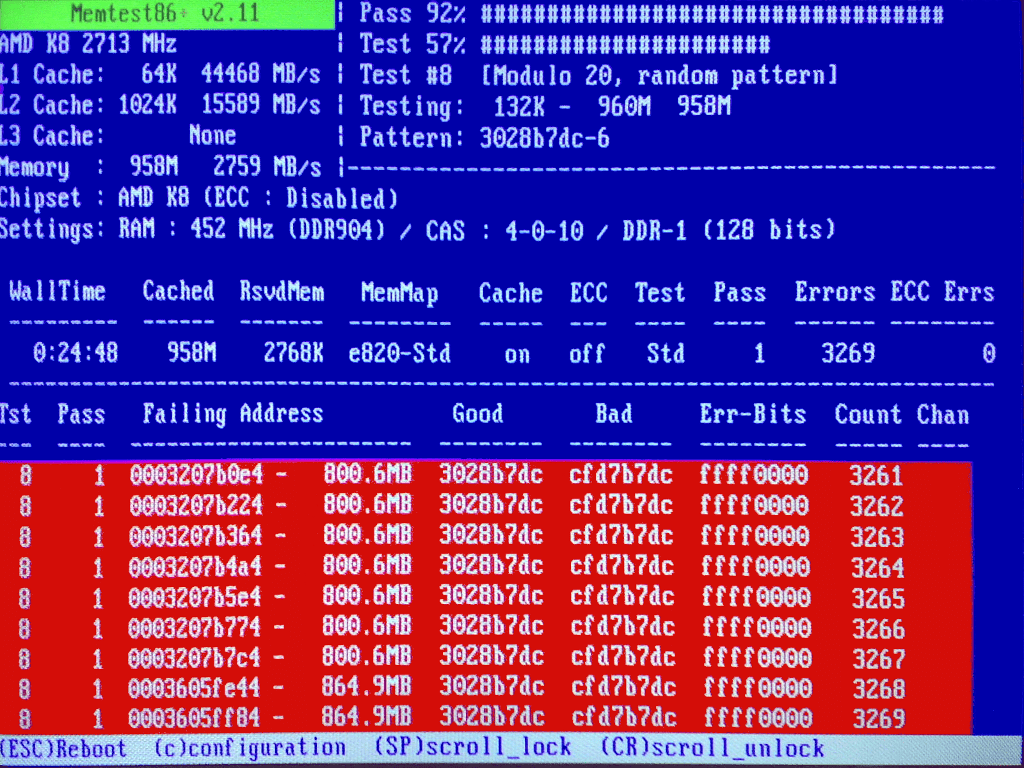 Memtest86+ v2.11 | Pass 92% ###################################
AMD K8 2713 MHz | Test 57% ######################
L1 Cache: 64K 44468 MB/s | Test #8 [Modulo 20, random pattern]
L2 Cache: 1024K 15589 MB/s | Testing: 132K - 960M 958M
L3 Cache: None | Pattern: 3028b7dc-6
Memory : 958M 2759 MB/s |-------------------------------------------------
Chipset : AMD K8 (ECC : Disabled)
Settings: RAM : 452 MHz (DDR904) / CAS : 4-0-10 / DDR-1 (128 bits)
WallTime Cached RsvdMem MemMap Cache ECC Test Pass Errors ECC Errs
--------- ------ ------- -------- ----- --- ---- ---- ------ --------
0:24:48 958M 2768K e820-Std on off Std 1 3269 0
--------------------------------------------------------------------------
Tst Pass Failing Address Good Bad Err-Bits Count Chan
--- ---- --------------------- -------- -------- -------- ----- ----
8 1 0003207b0e4 - 800.6MB 3028b7dc cfd7b7dc ffff0000 3261
8 1 0003207b224 - 800.6MB 3028b7dc cfd7b7dc ffff0000 3262
8 1 0003207b364 - 800.6MB 3028b7dc cfd7b7dc ffff0000 3263
8 1 0003207b4a4 - 800.6MB 3028b7dc cfd7b7dc ffff0000 3264
8 1 0003207b5e4 - 800.6MB 3028b7dc cfd7b7dc ffff0000 3265
8 1 0003207b774 - 800.6MB 3028b7dc cfd7b7dc ffff0000 3266
8 1 0003207b7c4 - 800.6MB 3028b7dc cfd7b7dc ffff0000 3267
8 1 0003605fe44 - 864.9MB 3028b7dc cfd7b7dc ffff0000 3268
8 1 0003605ff84 - 864.9MB 3028b7dc cfd7b7dc ffff0000 3269
(ESC)Reboot (c)configuration (SP)scroll_lock (CR)scroll_unlock